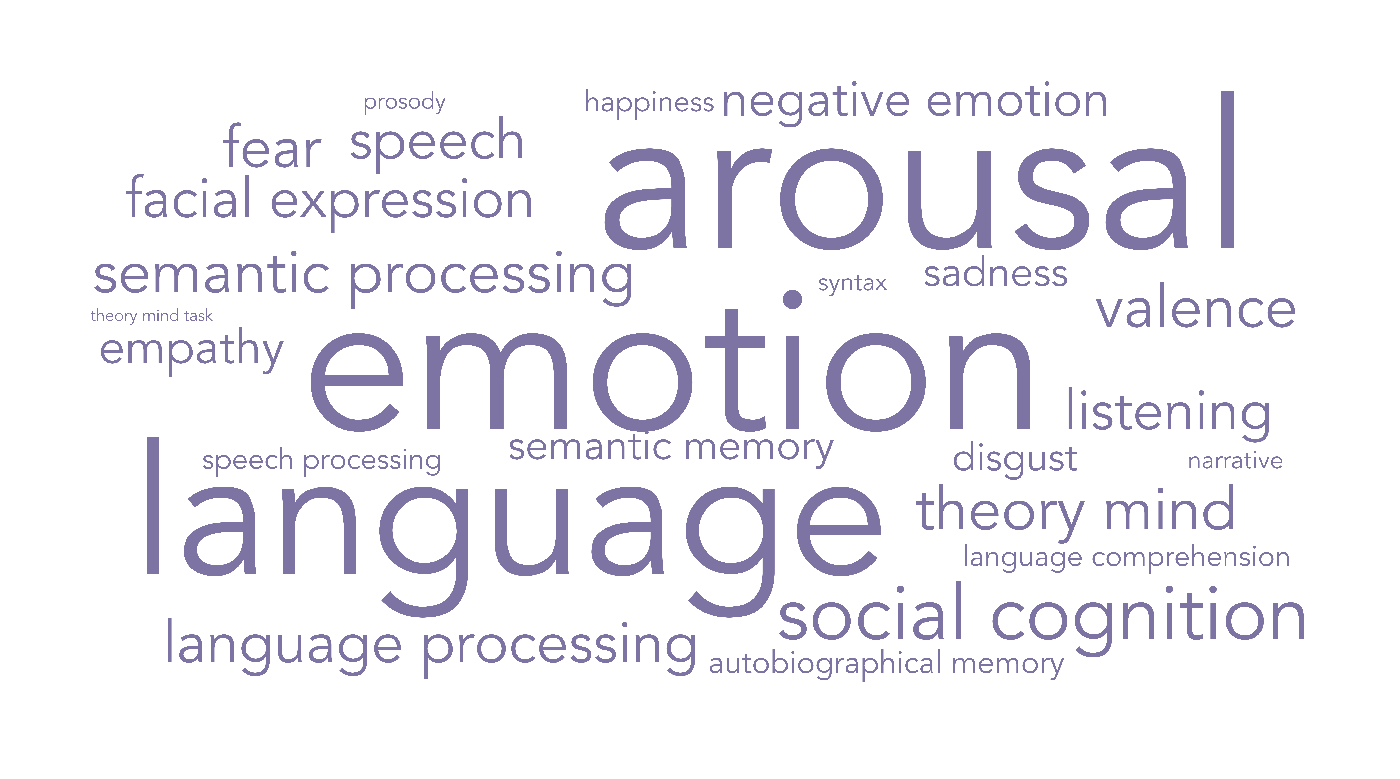 prosody
happiness
negative emotion
fear
speech
arousal
facial expression
semantic processing
syntax
sadness
valence
theory mind task
empathy
emotion
listening
speech processing
semantic memory
disgust
narrative
language
theory mind
language comprehension
social cognition
language processing
autobiographical memory